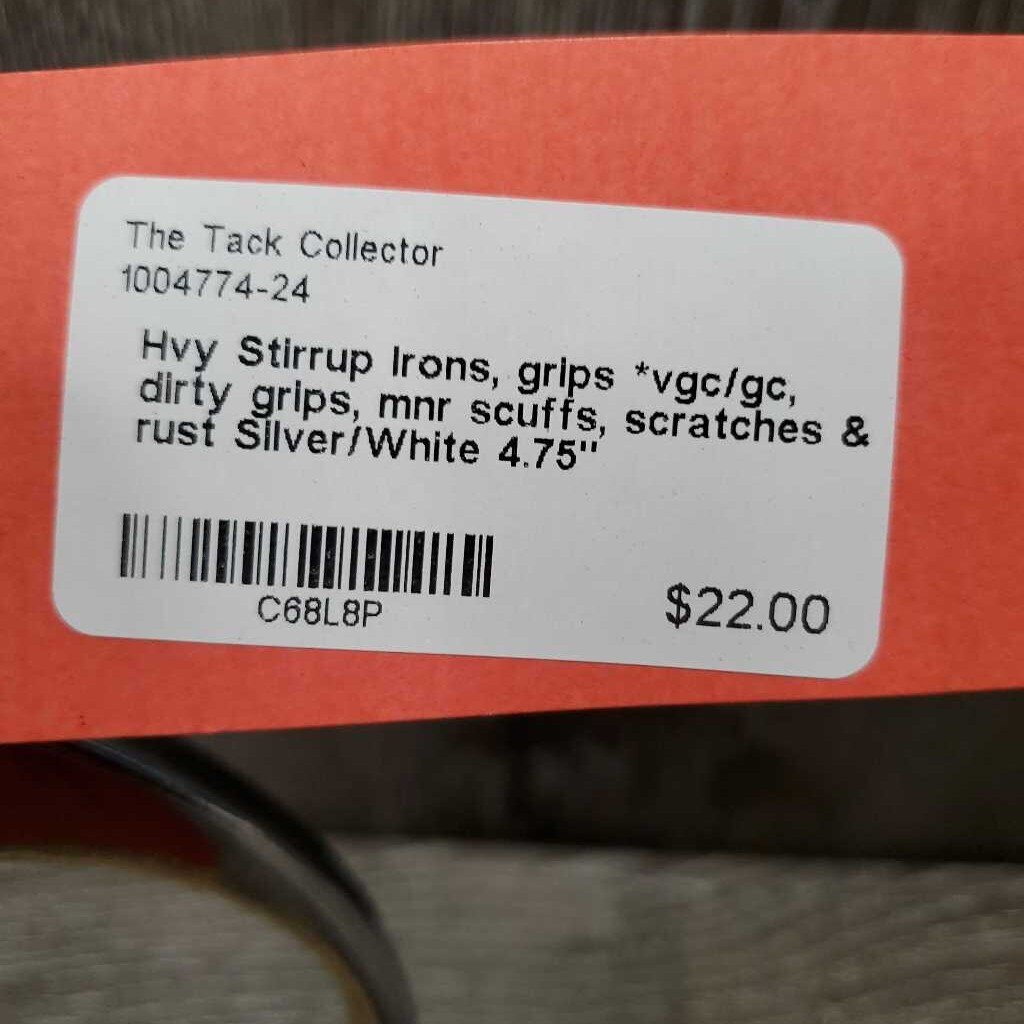 The Tack Collector
1004774-24
Hvy Stirrup Irons, grips *vgc/gc,
dirty grips, mnr scuffs, scratches &
rust Silver/White 4.75"
C68L8P
$22.00